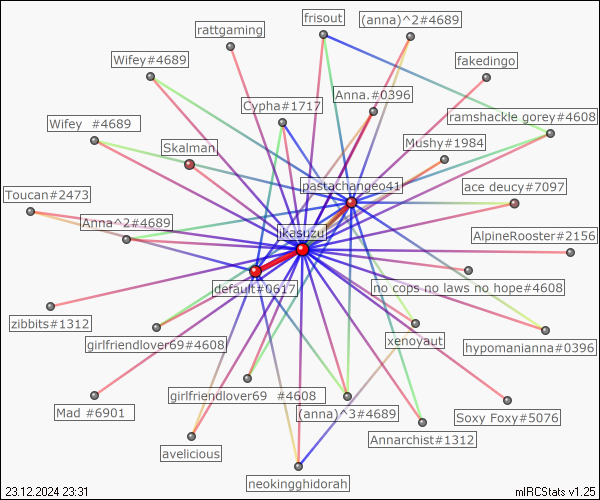 frisout
(anna)^2#4689
rattgaming
Wifey#4689
fakedingo
Anna.#0396
Cypha#1717
ramshackle gorey#4608
Wifey  #4689
Mushy#1984
Skalman
pastachangeo41
ace deucy#7097
Toucan#2473
Anna^2#4689
ikasuzu
AlpineRooster#2156
default#0617
no cops no laws no hope#4608
zibbits#1312
girlfriendlover69#4608
xenoyaut
hypomanianna#0396
girlfriendlover69  #4608
Mad #6901
(anna)^3#4689
Soxy Foxy#5076
Annarchist#1312
avelicious
neokingghidorah
23.12.2024 23:31
mIRCStats v1.25